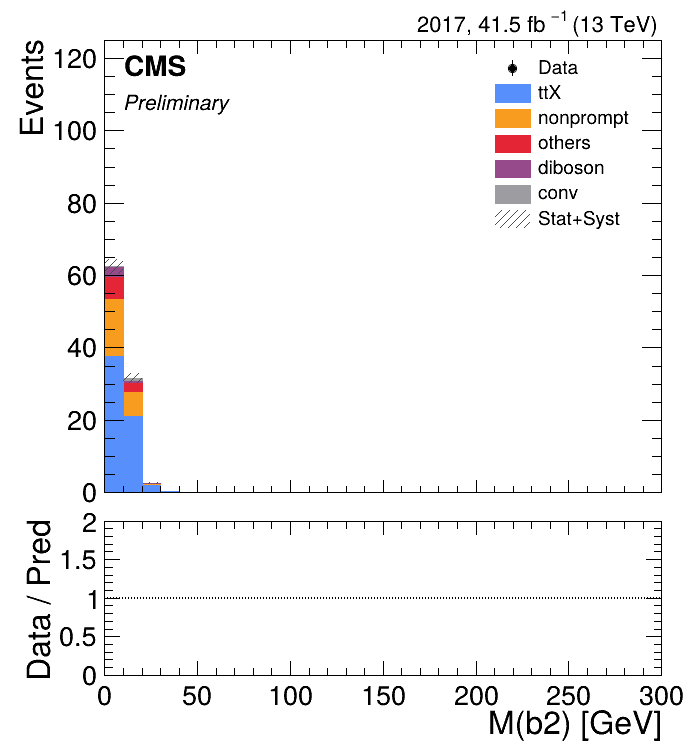 2017, 41.5 fb⁻¹ (13 TeV)
Events
120
100
80
60
40
20
0
CMS
Preliminary
Data
ttX
nonprompt
others
diboson
conv
Stat+Syst
Data / Pred
2
1.5
1
0.5
0
0 50 100 150 200 250 300
M(b2) [GeV]